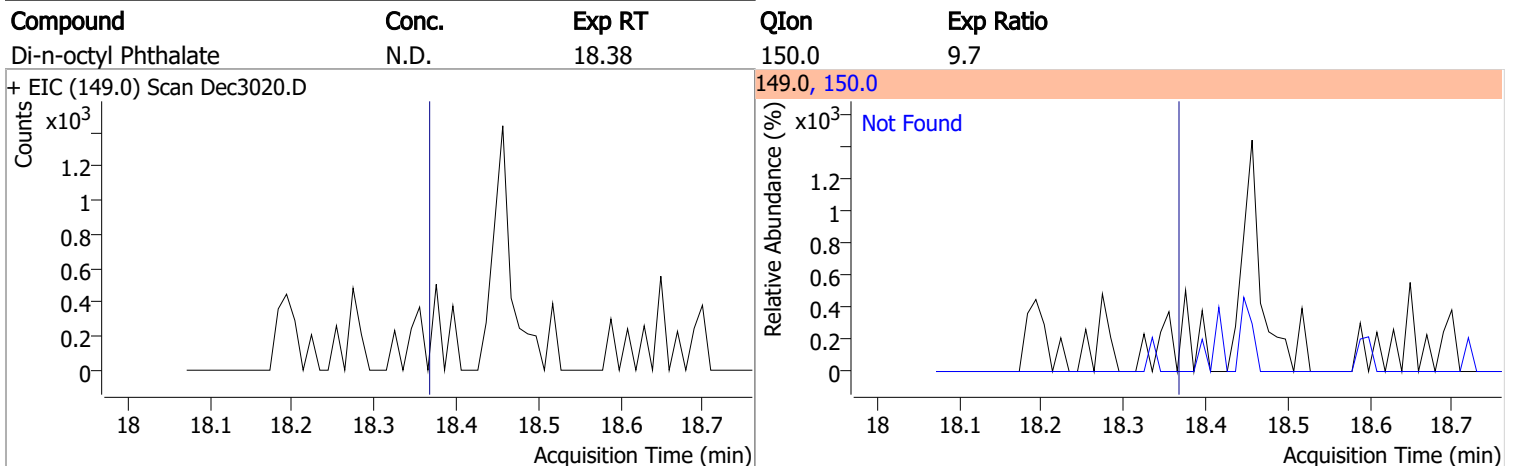 Compound Conc. Exp RT QIon Exp Ratio
Di-n-octyl Phthalate N.D. 18.38 150.0 9.7
+ EIC (149.0) Scan Dec3020.D
Counts
x10³
1.2
1
0.8
0.6
0.4
0.2
0
18 18.1 18.2 18.3 18.4 18.5 18.6 18.7
Acquisition Time (min)
149.0, 150.0
Relative Abundance (%)
x10³
Not Found
1.2
1
0.8
0.6
0.4
0.2
0
18 18.1 18.2 18.3 18.4 18.5 18.6 18.7
Acquisition Time (min)